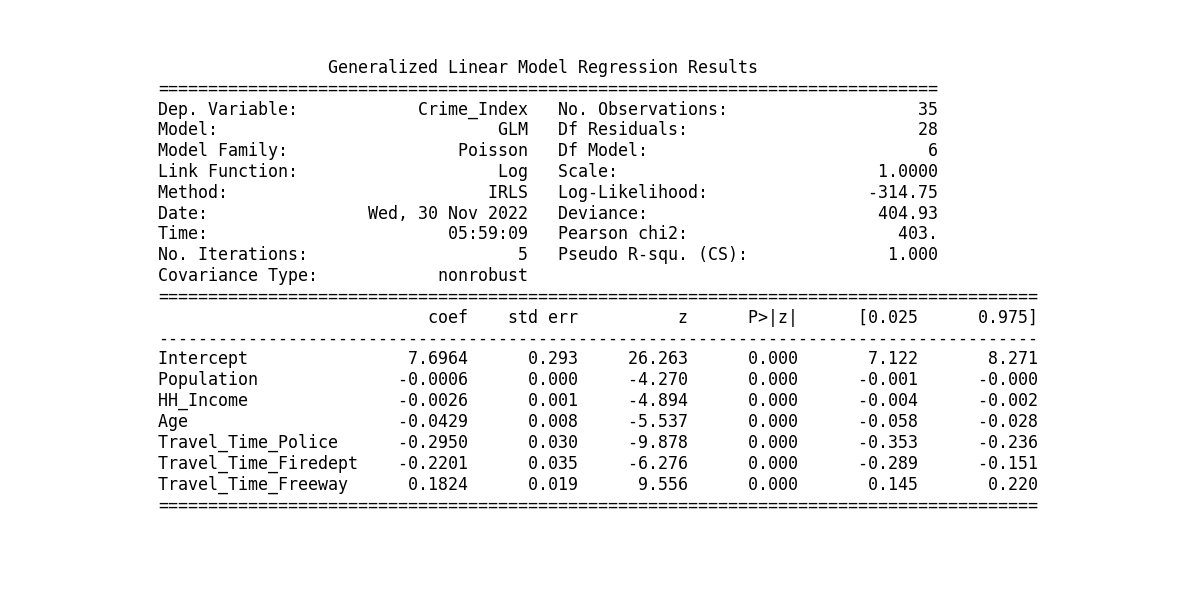 Generalized Linear Model Regression Results
==============================================================================
Dep. Variable:            Crime_Index   No. Observations:                   35
Model:                            GLM   Df Residuals:                       28
Model Family:                 Poisson   Df Model:                            6
Link Function:                    Log   Scale:                          1.0000
Method:                          IRLS   Log-Likelihood:                -314.75
Date:                Wed, 30 Nov 2022   Deviance:                       404.93
Time:                        05:59:09   Pearson chi2:                     403.
No. Iterations:                     5   Pseudo R-squ. (CS):              1.000
Covariance Type:            nonrobust
========================================================================================
                           coef    std err          z      P>|z|      [0.025      0.975]
----------------------------------------------------------------------------------------
Intercept                7.6964      0.293     26.263      0.000       7.122       8.271
Population              -0.0006      0.000     -4.270      0.000      -0.001      -0.000
HH_Income               -0.0026      0.001     -4.894      0.000      -0.004      -0.002
Age                     -0.0429      0.008     -5.537      0.000      -0.058      -0.028
Travel_Time_Police      -0.2950      0.030     -9.878      0.000      -0.353      -0.236
Travel_Time_Firedept    -0.2201      0.035     -6.276      0.000      -0.289      -0.151
Travel_Time_Freeway      0.1824      0.019      9.556      0.000       0.145       0.220
========================================================================================